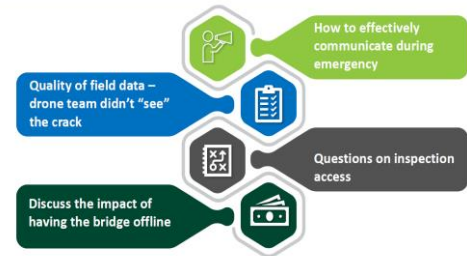 How to effectively
communicate during
emergency
Quality of field data –
drone team didn't “see”
the crack
Questions on inspection
access
Discuss the impact of
having the bridge offline